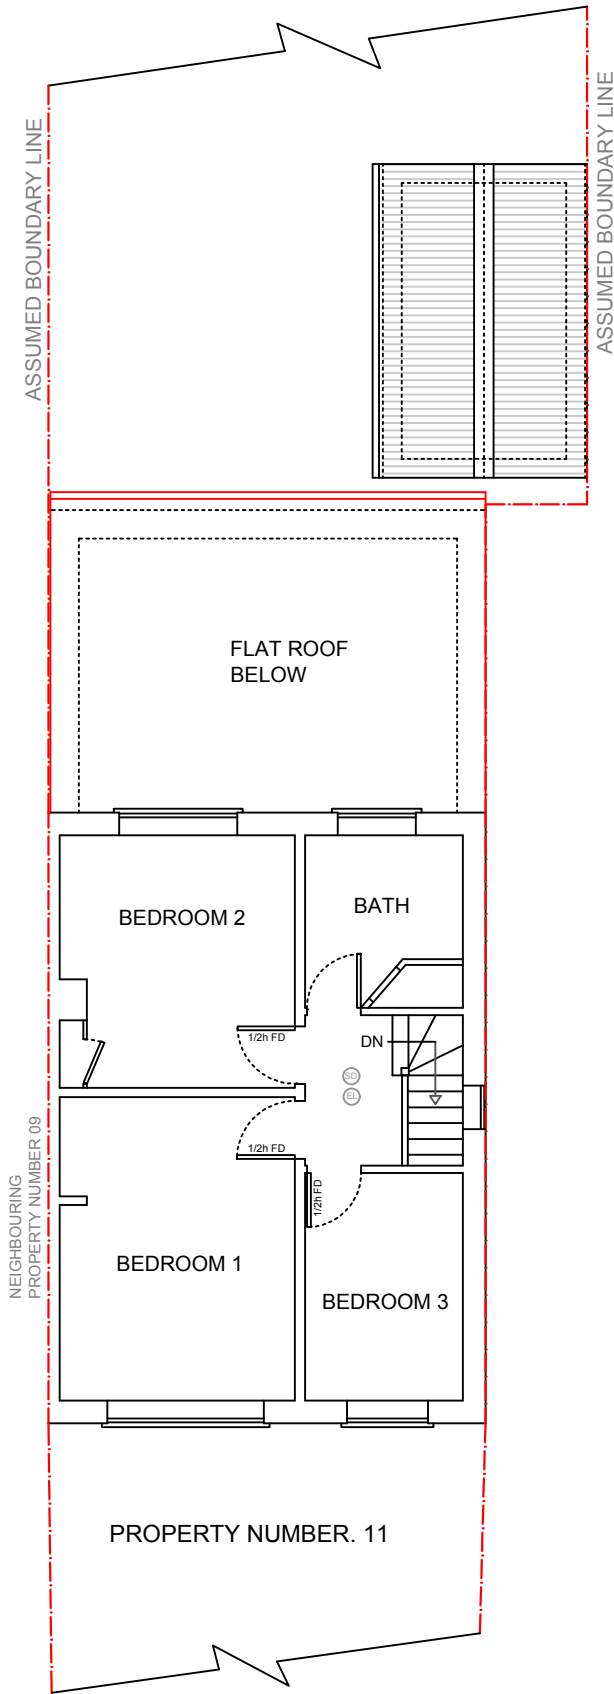 ASSUMED BOUNDARY LINE
ASSUMED BOUNDARY LINE
FLAT ROOF
BELOW
BEDROOM 2
BATH
1/2h FD
DN
SD
EL
1/2h FD
1/2h FD
NEIGHBOURING
PROPERTY NUMBER 09
BEDROOM 1
BEDROOM 3
PROPERTY NUMBER. 11